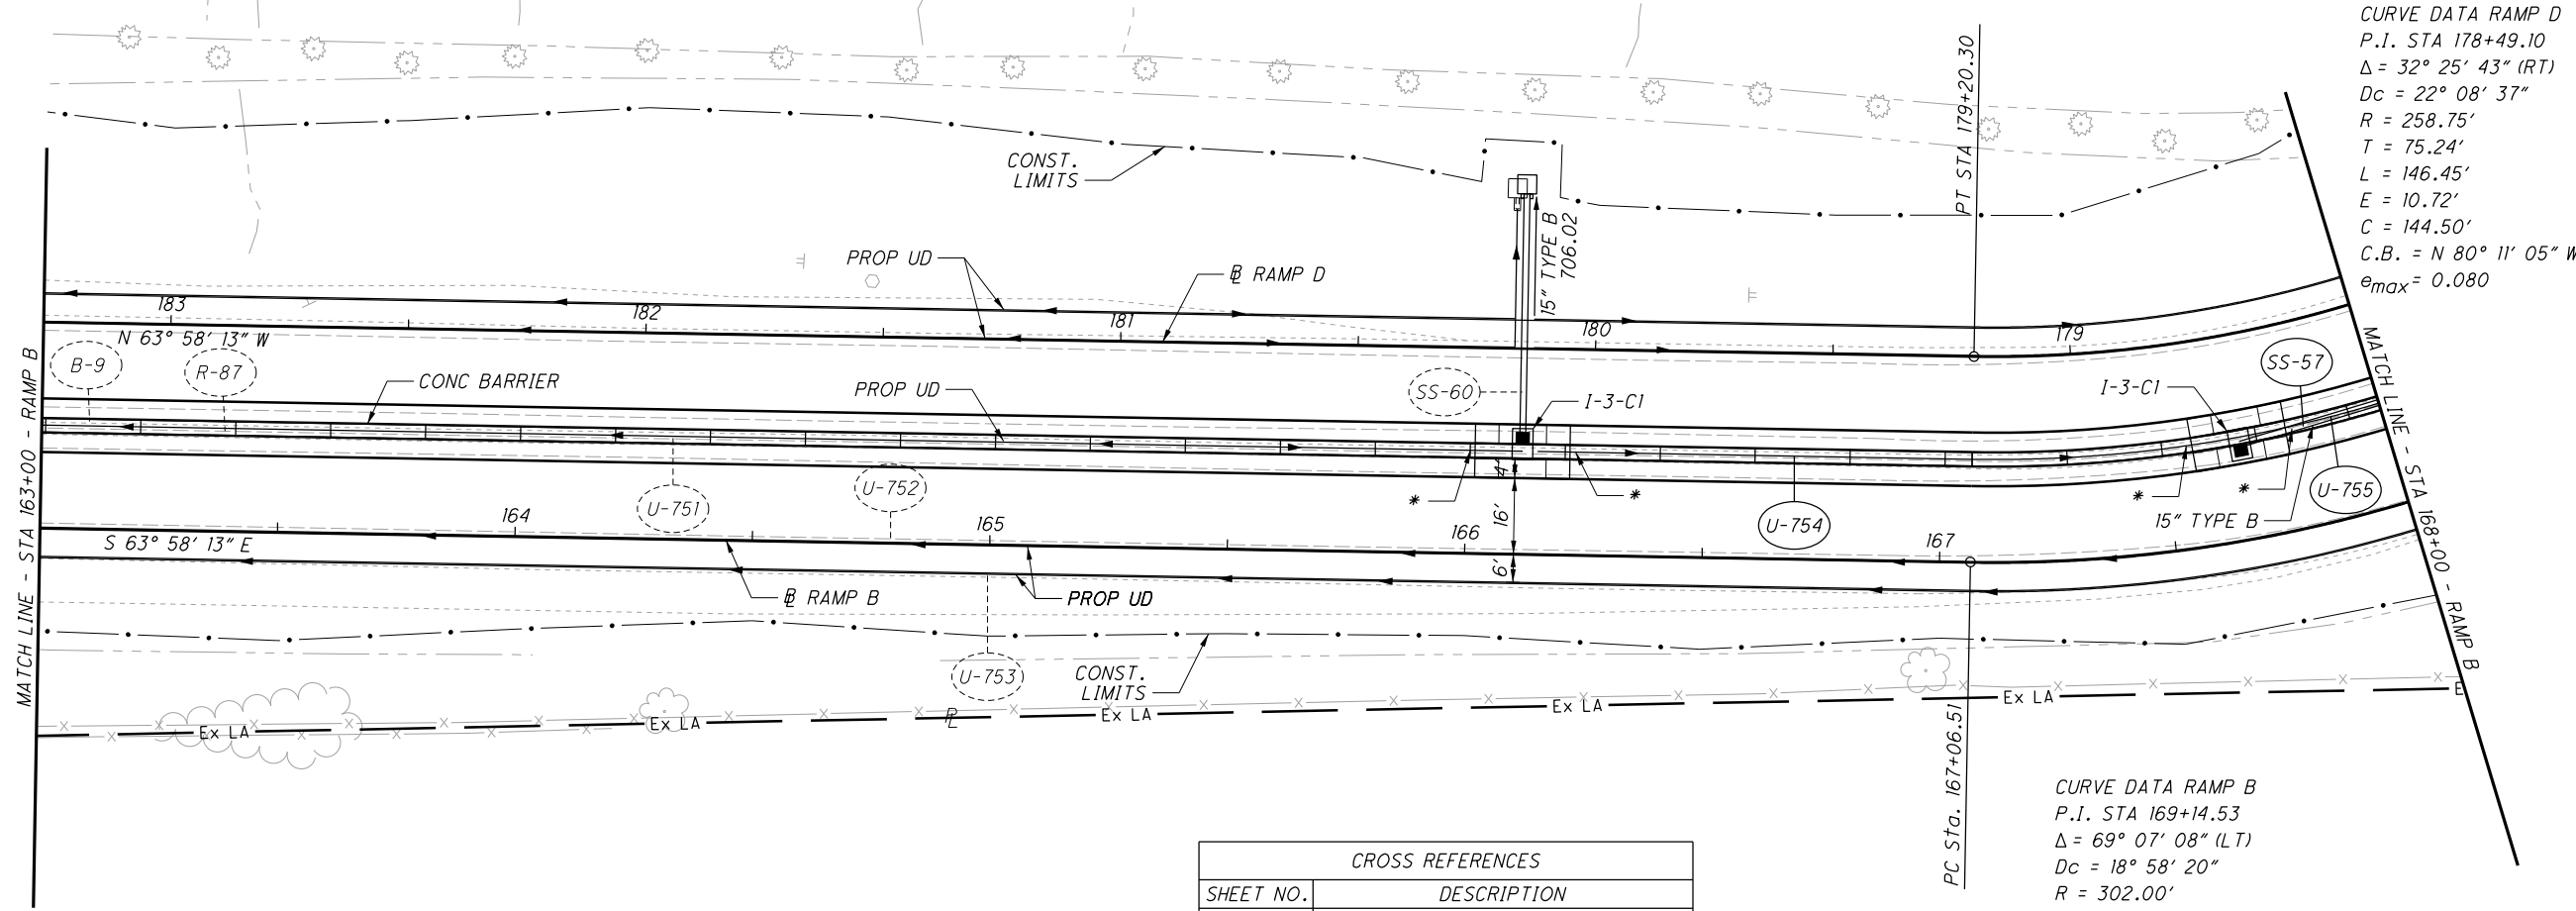 CURVE DATA RAMP D
P.I. STA 178+49.10
Δ = 32° 25' 43" (RT)
Dc = 22° 08' 37"
R = 258.75'
T = 75.24'
L = 146.45'
E = 10.72'
C = 144.50'
C.B. = N 80° 11' 05" W
emax = 0.080
PT STA 179+20.30
CONST.
LIMITS
15" TYPE B
706.02
PROP UD
℄ RAMP D
183
182
181
180
179
N 63° 58' 13" W
MATCH LINE - STA 163+00 - RAMP B
B-9
R-87
CONC BARRIER
PROP UD
SS-60
I-3-C1
I-3-C1
SS-57
MATCH LINE - STA 168+00 - RAMP B
U-751
U-752
4'
*
*
U-754
*
*
U-755
15" TYPE B
16'
164
165
166
167
S 63° 58' 13" E
6'
℄ RAMP B
PROP UD
U-753
CONST.
LIMITS
Ex LA
Ex LA
Ex LA
Ex LA
Ex LA
E
PL
PC Sta. 167+06.51
CURVE DATA RAMP B
P.I. STA 169+14.53
Δ = 69° 07' 08" (LT)
Dc = 18° 58' 20"
R = 302.00'
CROSS REFERENCES
SHEET NO.
DESCRIPTION